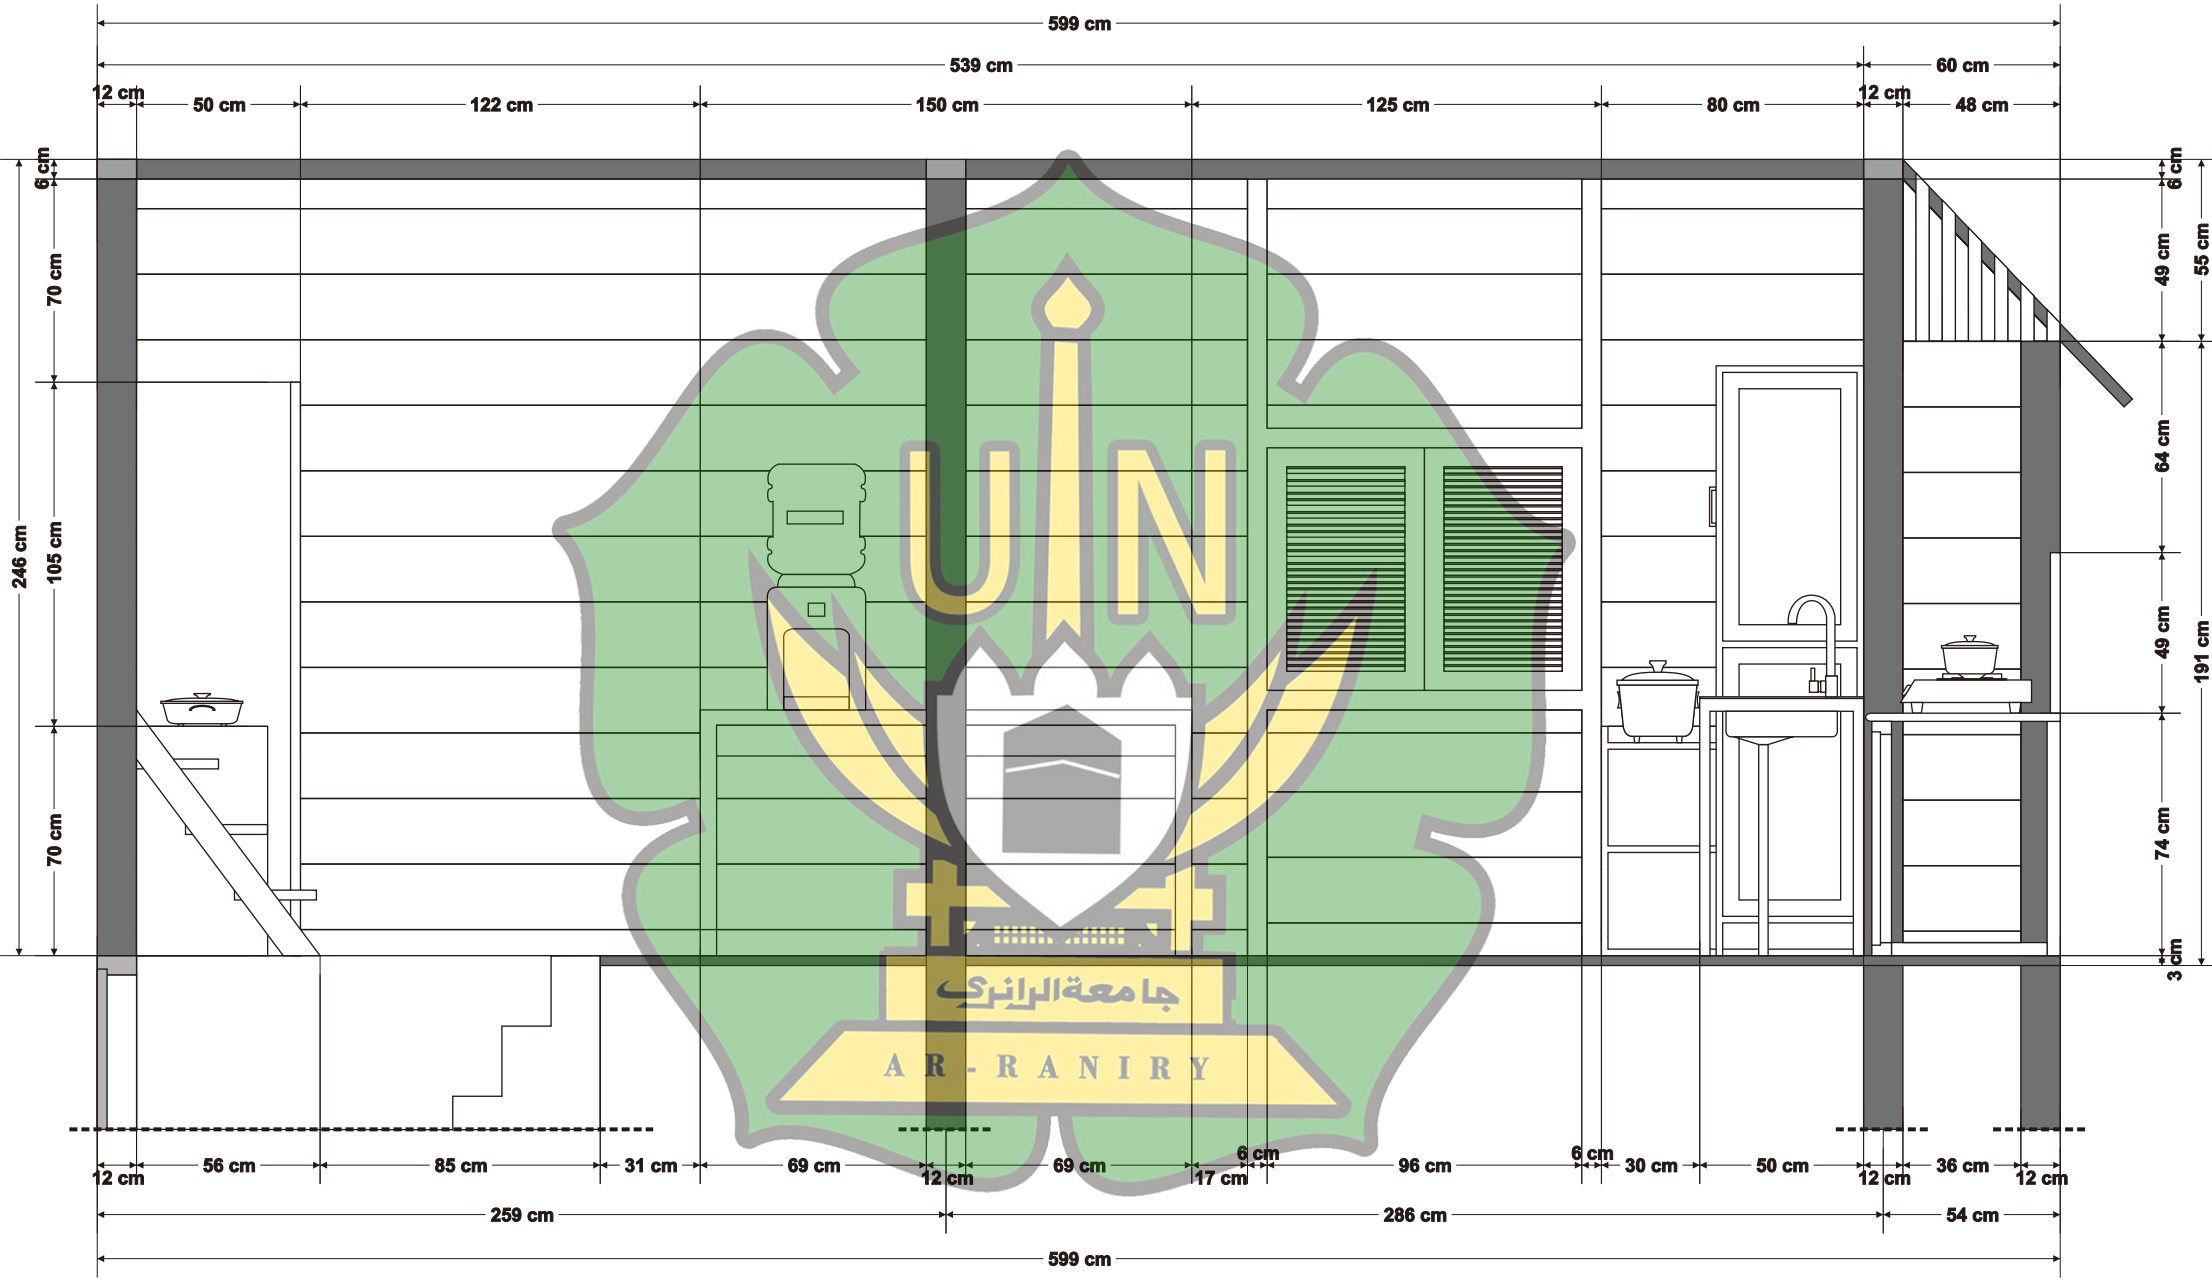 599 cm
539 cm
60 cm
12 cm
50 cm
122 cm
150 cm
125 cm
80 cm
12 cm
48 cm
6 cm
70 cm
105 cm
70 cm
246 cm
6 cm
49 cm
55 cm
64 cm
49 cm
191 cm
74 cm
3 cm
UIN
جامعةالرانري
AR-RANIRY
12 cm
56 cm
85 cm
31 cm
69 cm
12 cm
69 cm
17 cm
6 cm
96 cm
6 cm
30 cm
50 cm
12 cm
36 cm
12 cm
259 cm
286 cm
54 cm
599 cm